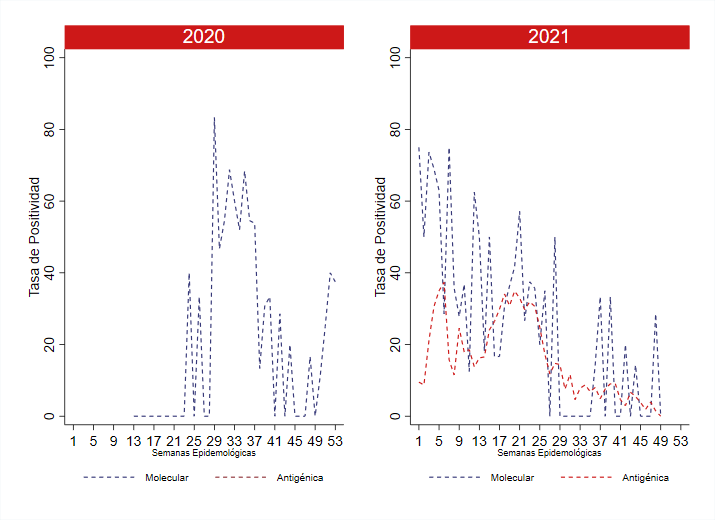 2020
Tasa de Positividad
100
80
60
40
20
0
1 5 9 13 17 21 25 29 33 37 41 45 49 53
Semanas Epidemológicas
Molecular Antigénica
2021
Tasa de Positividad
100
80
60
40
20
0
1 5 9 13 17 21 25 29 33 37 41 45 49 53
Semanas Epidemológicas
Molecular Antigénica